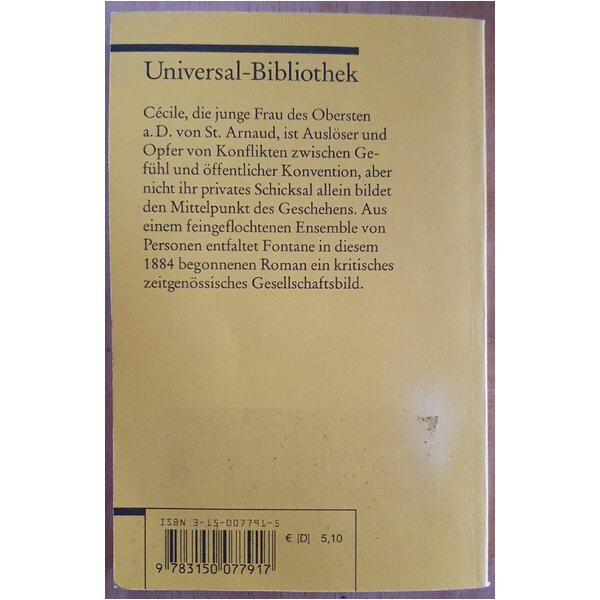 Universal-Bibliothek
Cécile, die junge Frau des Obersten
a. D. von St. Arnaud, ist Auslöser und
Opfer von Konflikten zwischen Ge-
fühl und öffentlicher Konvention, aber
nicht ihr privates Schicksal allein bildet
den Mittelpunkt des Geschehens. Aus
einem feingeflochtenen Ensemble von
Personen entfaltet Fontane in diesem
1884 begonnenen Roman ein kritisches
zeitgenössisches Gesellschaftsbild.
ISBN 3-15-007791-5
€ [D] 5,10
9 783150 077917